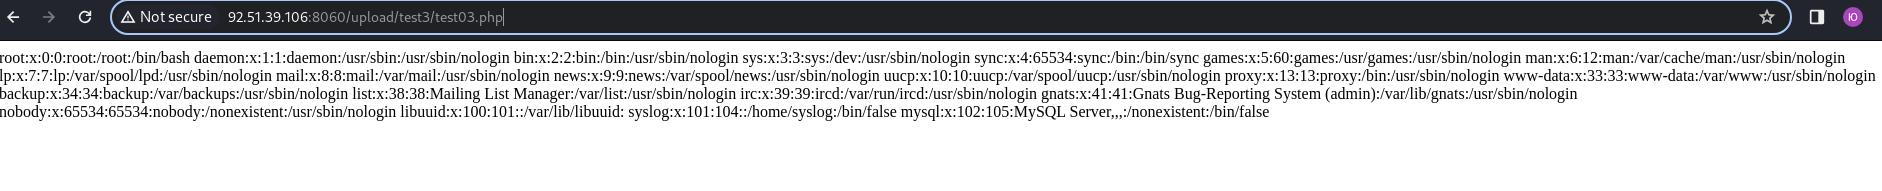 Not secure 92.51.39.106:8060/upload/test3/test03.php
Ю
root:x:0:0:root:/root:/bin/bash daemon:x:1:1:daemon:/usr/sbin:/usr/sbin/nologin bin:x:2:2:bin:/bin:/usr/sbin/nologin sys:x:3:3:sys:/dev:/usr/sbin/nologin sync:x:4:65534:sync:/bin:/bin/sync games:x:5:60:games:/usr/games:/usr/sbin/nologin man:x:6:12:man:/var/cache/man:/usr/sbin/nologin
lp:x:7:7:lp:/var/spool/lpd:/usr/sbin/nologin mail:x:8:8:mail:/var/mail:/usr/sbin/nologin news:x:9:9:news:/var/spool/news:/usr/sbin/nologin uucp:x:10:10:uucp:/var/spool/uucp:/usr/sbin/nologin proxy:x:13:13:proxy:/bin:/usr/sbin/nologin www-data:x:33:33:www-data:/var/www:/usr/sbin/nologin
backup:x:34:34:backup:/var/backups:/usr/sbin/nologin list:x:38:38:Mailing List Manager:/var/list:/usr/sbin/nologin irc:x:39:39:ircd:/var/run/ircd:/usr/sbin/nologin gnats:x:41:41:Gnats Bug-Reporting System (admin):/var/lib/gnats:/usr/sbin/nologin
nobody:x:65534:65534:nobody:/nonexistent:/usr/sbin/nologin libuuid:x:100:101::/var/lib/libuuid: syslog:x:101:104::/home/syslog:/bin/false mysql:x:102:105:MySQL Server,,,:/nonexistent:/bin/false